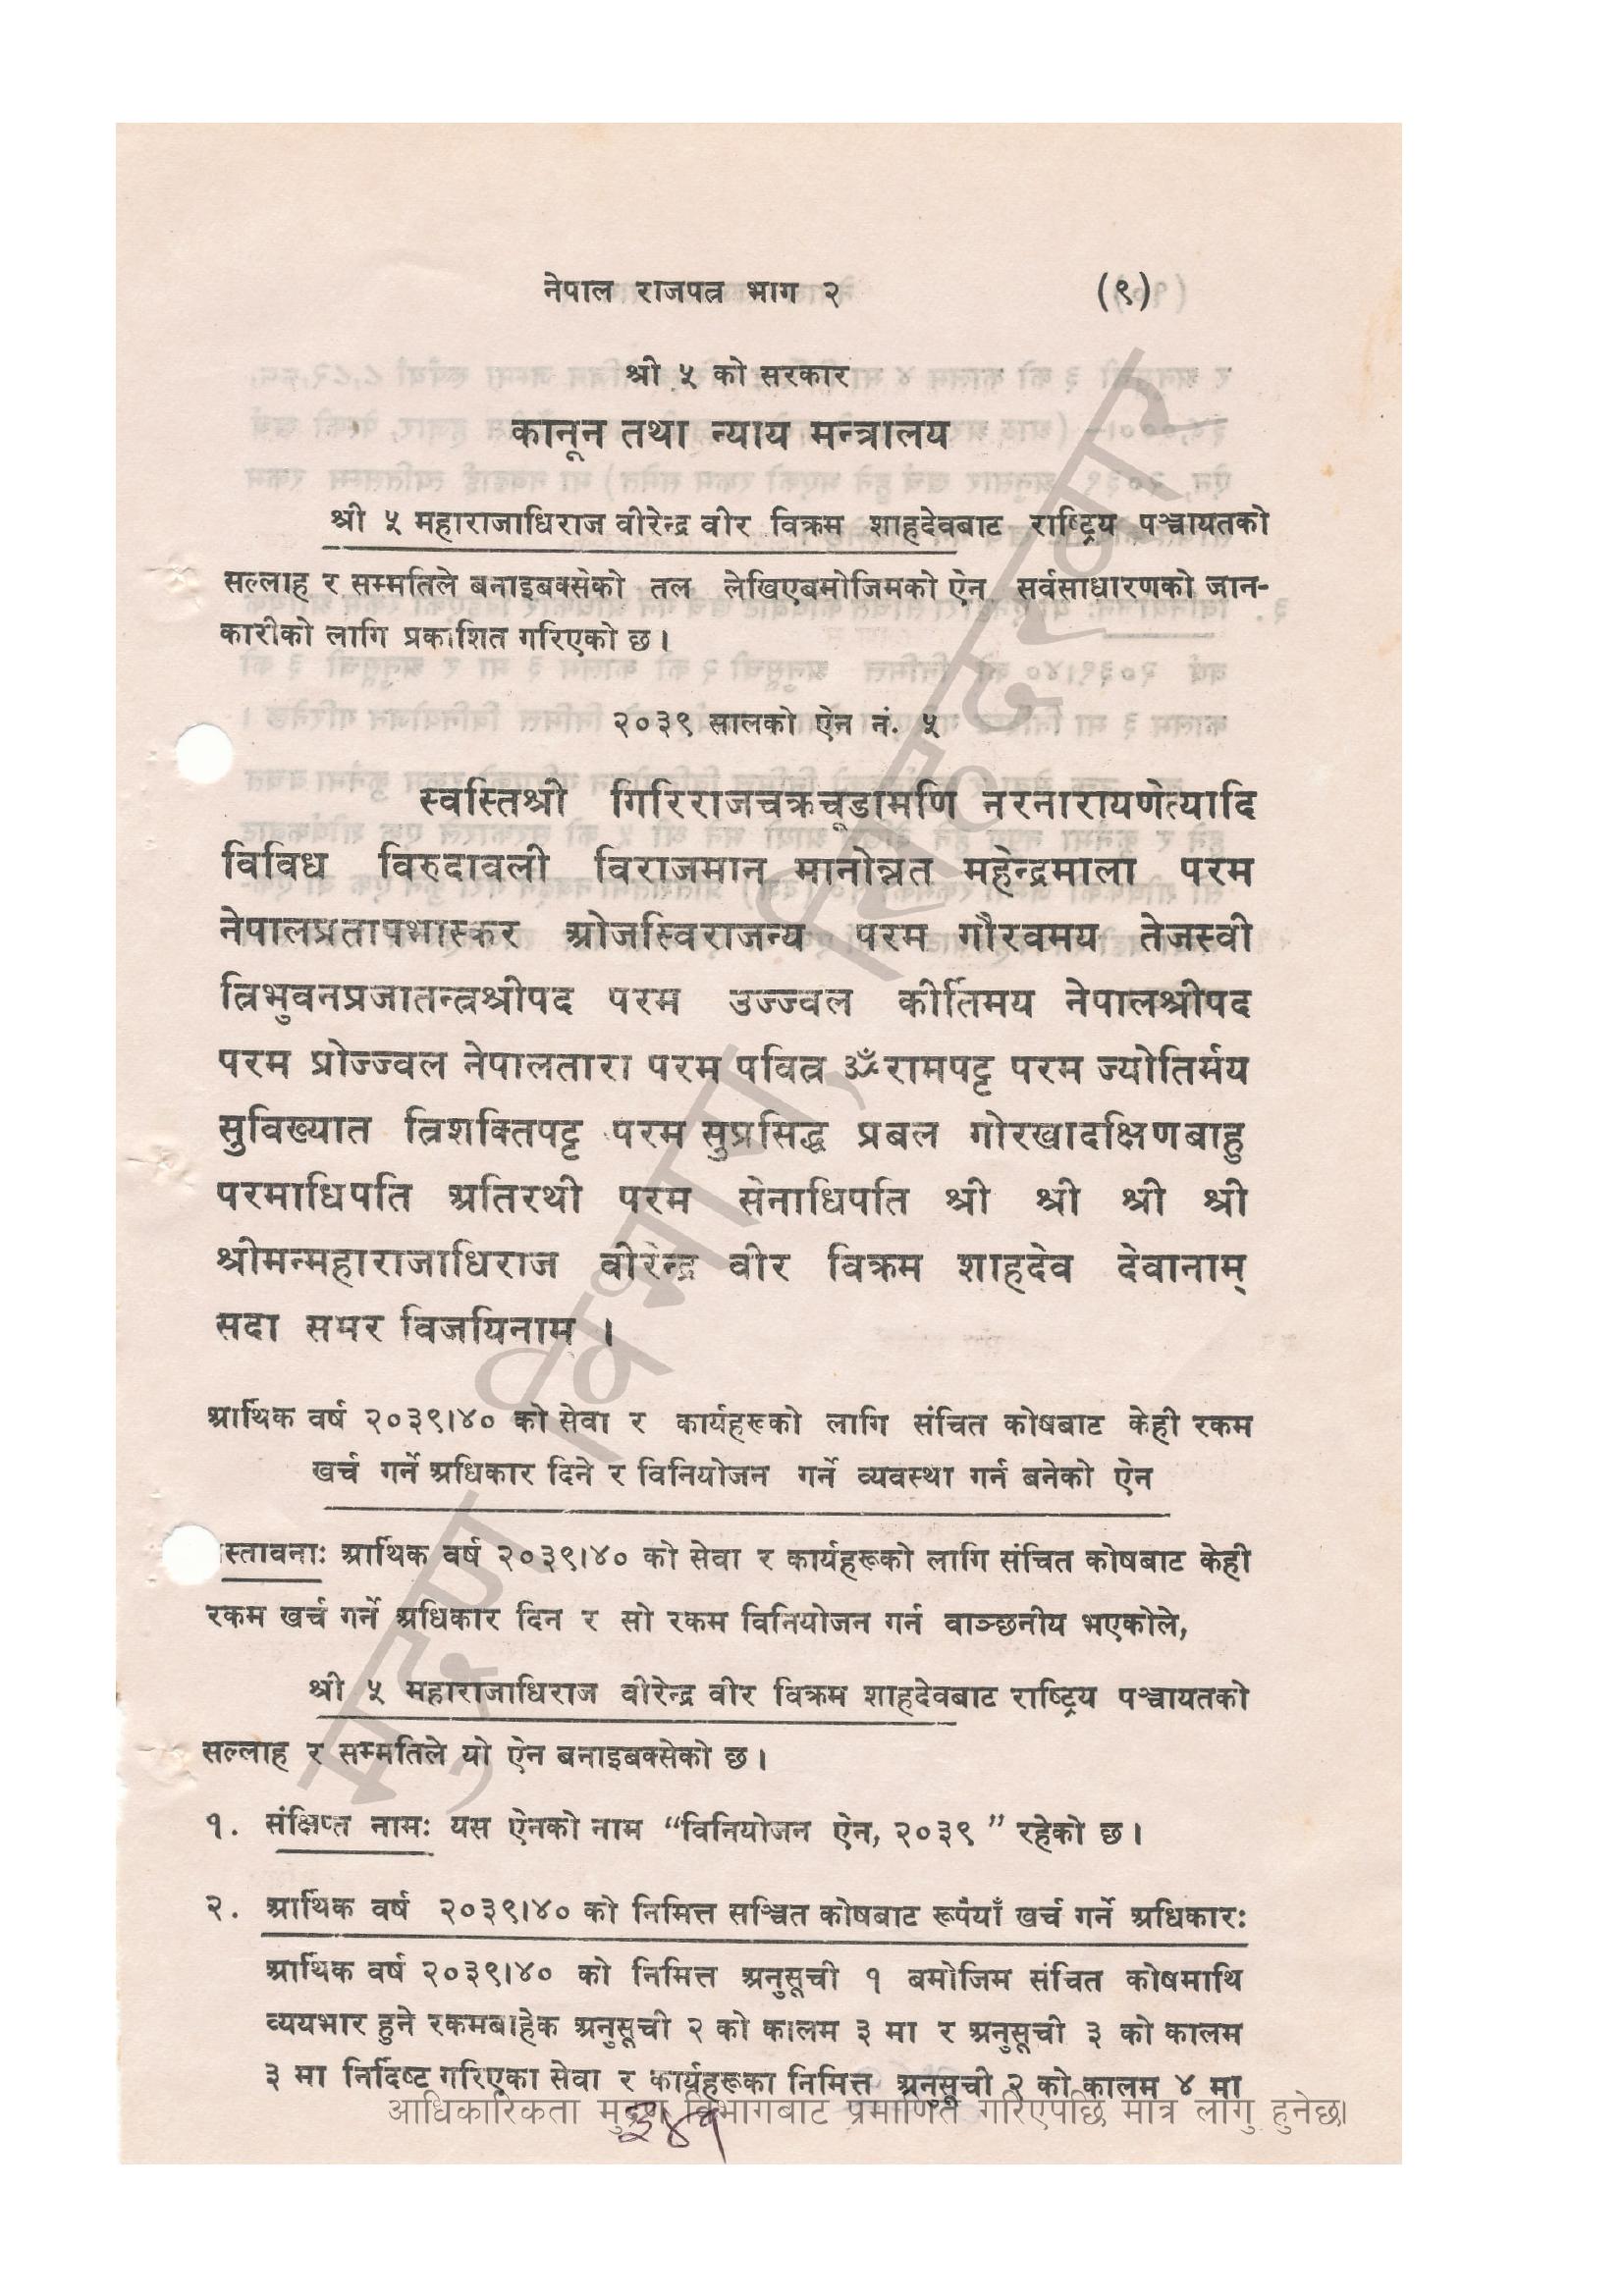 नेपाल राजपत्र भाग २ (९)
श्री ५ को सरकार
कानून तथा न्याय मन्त्रालय
श्री ५ महाराजाधिराज वीरेन्द्र वीर विक्रम शाहदेवबाट राष्ट्रिय पञ्चायतको
सल्लाह र सम्मतिले बनाइबक्सेको तल लेखिएबमोजिमको ऐन सर्वसाधारणको जान-
कारीको लागि प्रकाशित गरिएको छ ।
२०३९ सालको ऐन नं. ५
स्वस्तिश्री गिरिराजचक्रचूडामणि नरनारायणेत्यादि
विविध विरुदावली विराजमान मानोन्नत महेन्द्रमाला परम
नेपालप्रतापभास्कर ओजस्विराजन्य परम गौरवमय तेजस्वी
त्रिभुवनप्रजातन्त्रश्रीपद परम उज्ज्वल कीर्तिमय नेपालश्रीपद
परम प्रोज्ज्वल नेपालतारा परम पवित्र ॐरामपट्ट परम ज्योतिर्मय
सुविख्यात त्रिशक्तिपट्ट परम सुप्रसिद्ध प्रबल गोरखादक्षिणबाहु
परमाधिपति अतिरथी परम सेनाधिपति श्री श्री श्री श्री
श्रीमन्महाराजाधिराज वीरेन्द्र वीर विक्रम शाहदेव देवानाम्
सदा समर विजयिनाम ।
आर्थिक वर्ष २०३९।४० को सेवा र कार्यहरूको लागि संचित कोषबाट केही रकम
खर्च गर्ने अधिकार दिने र विनियोजन गर्ने व्यवस्था गर्न बनेको ऐन
स्तावनाः आर्थिक वर्ष २०३९।४० को सेवा र कार्यहरूको लागि संचित कोषबाट केही
रकम खर्च गर्ने अधिकार दिन र सो रकम विनियोजन गर्न वाञ्छनीय भएकोले,
श्री ५ महाराजाधिराज वीरेन्द्र वीर विक्रम शाहदेवबाट राष्ट्रिय पञ्चायतको
सल्लाह र सम्मतिले यो ऐन बनाइबक्सेको छ ।
१. संक्षिप्त नामः यस ऐनको नाम “विनियोजन ऐन, २०३९ ” रहेको छ ।
२. आर्थिक वर्ष २०३९।४० को निमित्त सञ्चित कोषबाट रूपैयाँ खर्च गर्ने अधिकारः
आर्थिक वर्ष २०३९।४० को निमित्त अनुसूची १ बमोजिम संचित कोषमाथि
व्ययभार हुने रकमबाहेक अनुसूची २ को कालम ३ मा र अनुसूची ३ को कालम
३ मा निर्दिष्ट गरिएका सेवा र कार्यहरूका निमित्त अनुसूची २ को कालम ४ मा
आधिकारिकता मुद्रण विभागबाट प्रमाणित गरिएपछि मात्र लागु हुनेछ।
३४१
मुद्रण विभाग, सिंहदरबार